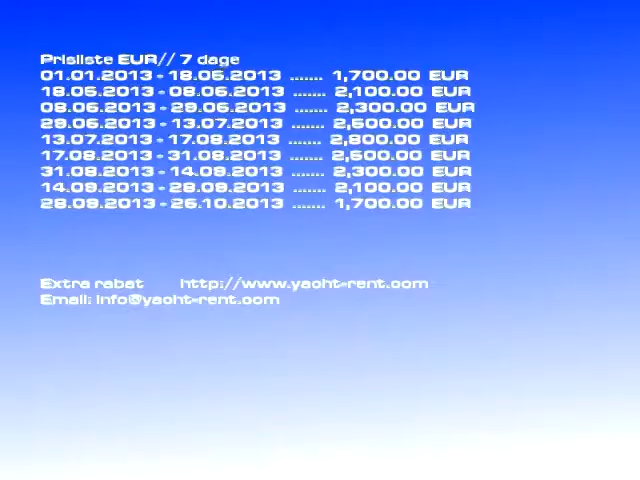 Prisliste EUR// 7 dage
01.01.2013 - 18.05.2013 ....... 1,700.00 EUR
18.05.2013 - 08.06.2013 ....... 2,100.00 EUR
08.06.2013 - 29.06.2013 ....... 2,300.00 EUR
29.06.2013 - 13.07.2013 ....... 2,500.00 EUR
13.07.2013 - 17.08.2013 ....... 2,800.00 EUR
17.08.2013 - 31.08.2013 ....... 2,500.00 EUR
31.08.2013 - 14.09.2013 ....... 2,300.00 EUR
14.09.2013 - 28.09.2013 ....... 2,100.00 EUR
28.09.2013 - 26.10.2013 ....... 1,700.00 EUR
Extra rabat http://www.yacht-rent.com
Email: info@yacht-rent.com